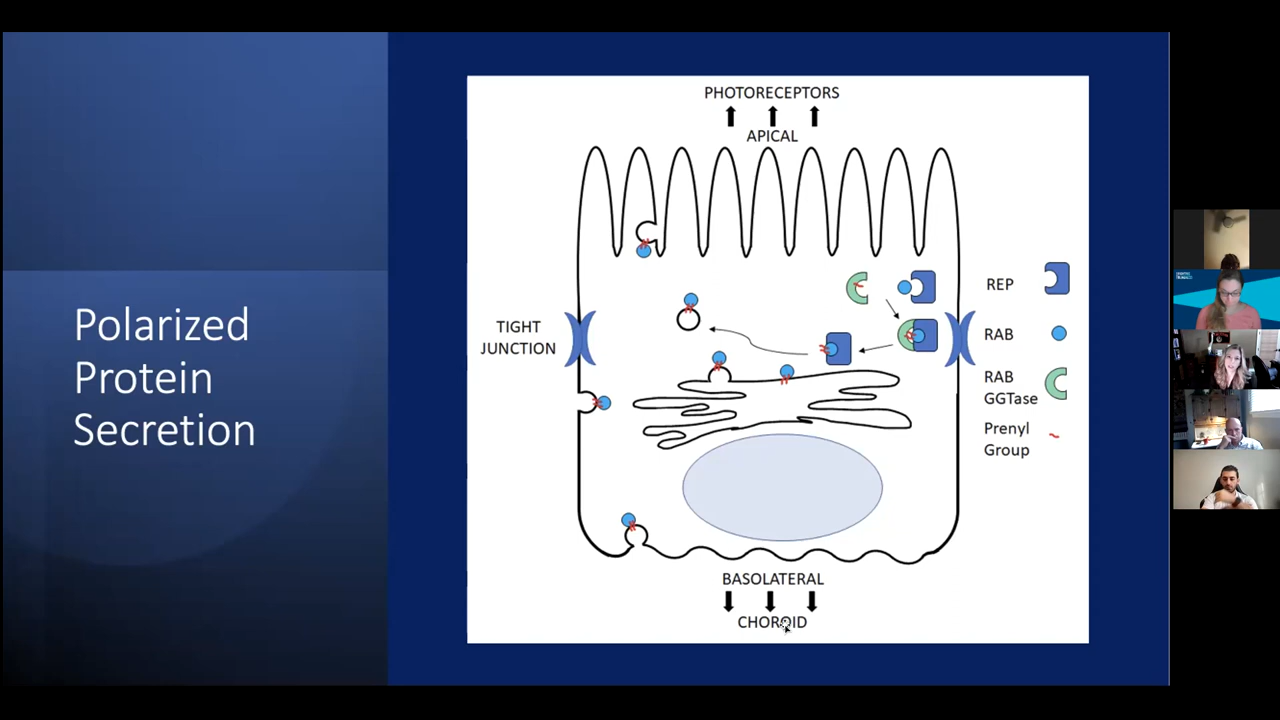 Polarized
Protein
Secretion
PHOTORECEPTORS
APICAL
TIGHT
JUNCTION
REP
RAB
RAB
GGTase
Prenyl
Group
BASOLATERAL
CHOROID